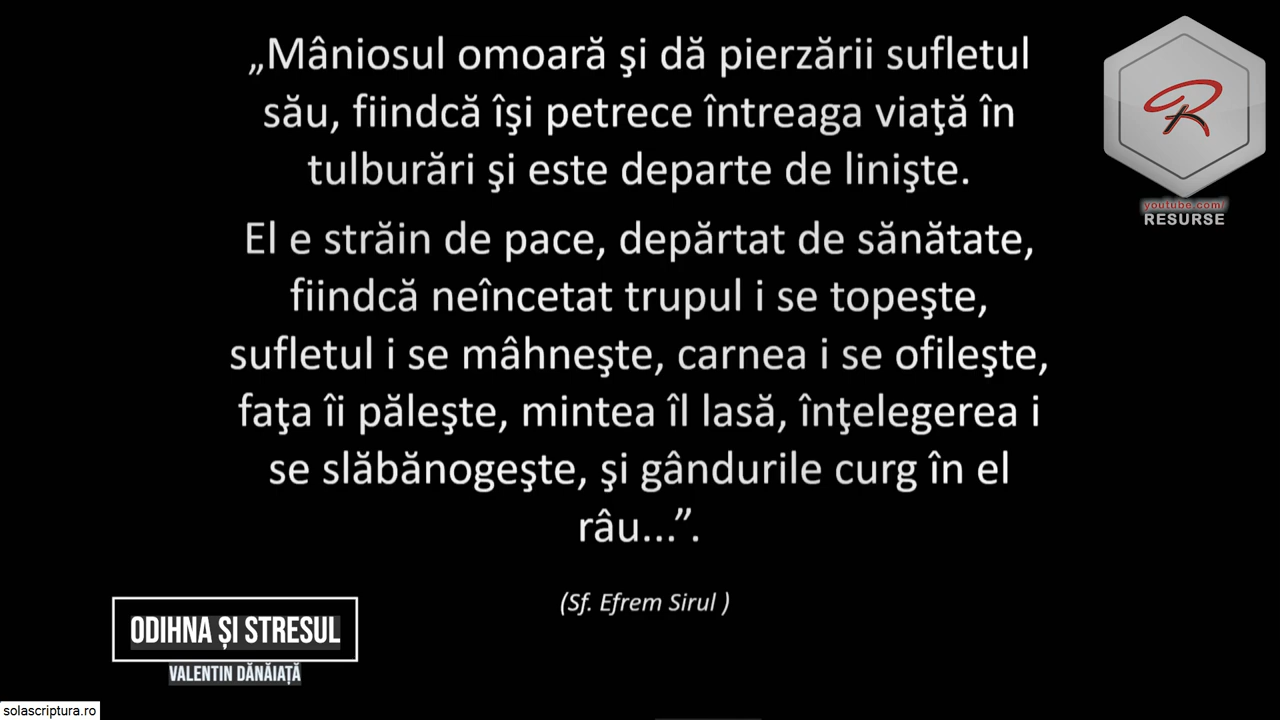 „Mâniosul omoară şi dă pierzării sufletul
său, fiindcă îşi petrece întreaga viaţă în
tulburări şi este departe de linişte.
El e străin de pace, depărtat de sănătate,
fiindcă neîncetat trupul i se topeşte,
sufletul i se mâhneşte, carnea i se ofileşte,
faţa îi păleşte, mintea îl lasă, înţelegerea i
se slăbănogeşte, şi gândurile curg în el
râu...”.
(Sf. Efrem Sirul )
R
youtube.com/
RESURSE
ODIHNA ȘI STRESUL
VALENTIN DĂNĂIAȚĂ
solascriptura.ro